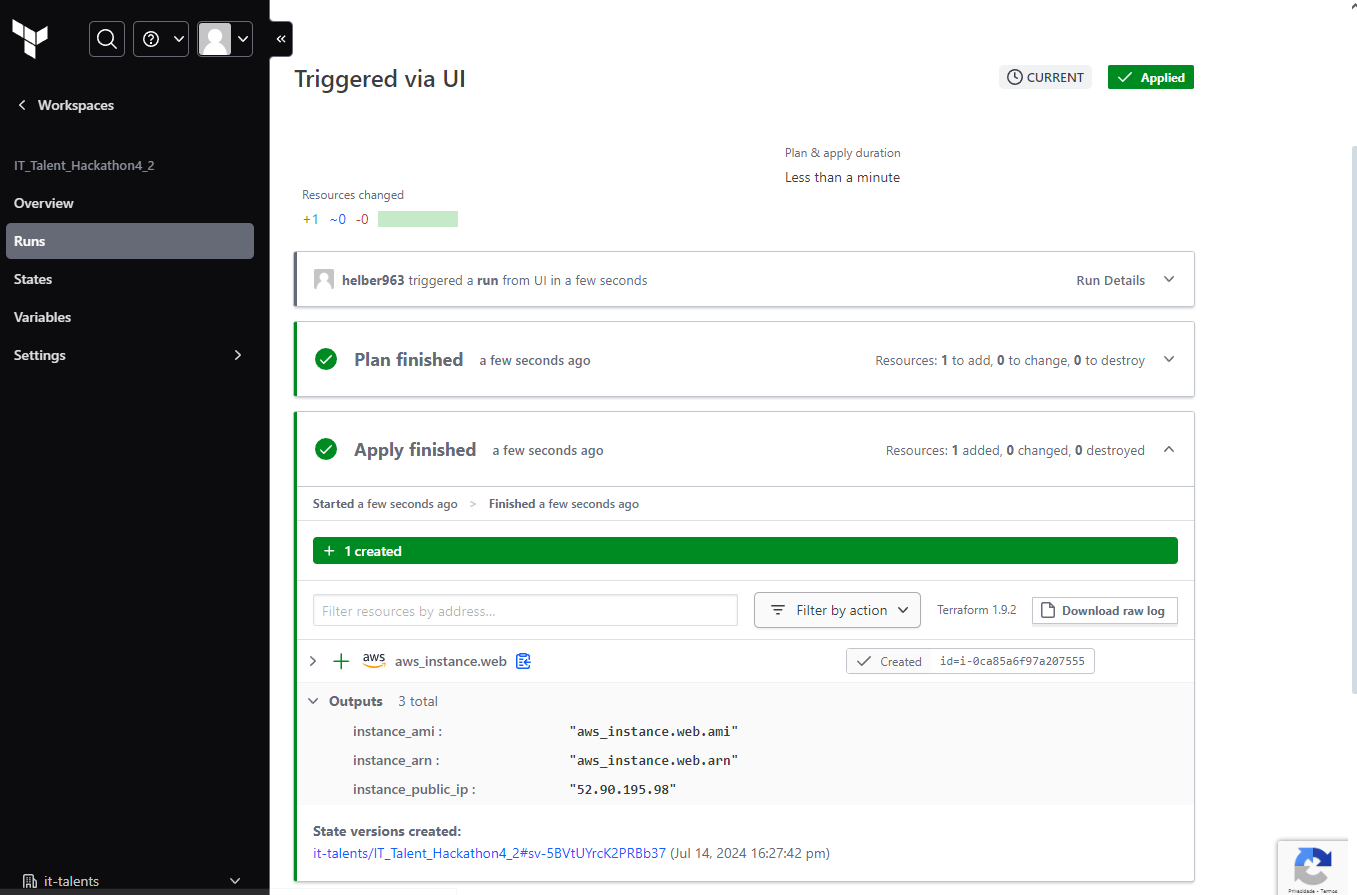 Workspaces
IT_Talent_Hackathon4_2
Overview
Runs
States
Variables
Settings
it-talents
Triggered via UI
CURRENT
Applied
Plan & apply duration
Less than a minute
Resources changed
+1 ~0 -0
helber963 triggered a run from UI in a few seconds
Run Details
Plan finished a few seconds ago
Resources: 1 to add, 0 to change, 0 to destroy
Apply finished a few seconds ago
Resources: 1 added, 0 changed, 0 destroyed
Started a few seconds ago > Finished a few seconds ago
+ 1 created
Filter resources by address...
Filter by action
Terraform 1.9.2
Download raw log
aws aws_instance.web
Created id=i-0ca85a6f97a207555
Outputs 3 total
instance_ami : "aws_instance.web.ami"
instance_arn : "aws_instance.web.arn"
instance_public_ip : "52.90.195.98"
State versions created:
it-talents/IT_Talent_Hackathon4_2#sv-5BVtUYrcK2PRBb37 (Jul 14, 2024 16:27:42 pm)
Privacidade - Termos